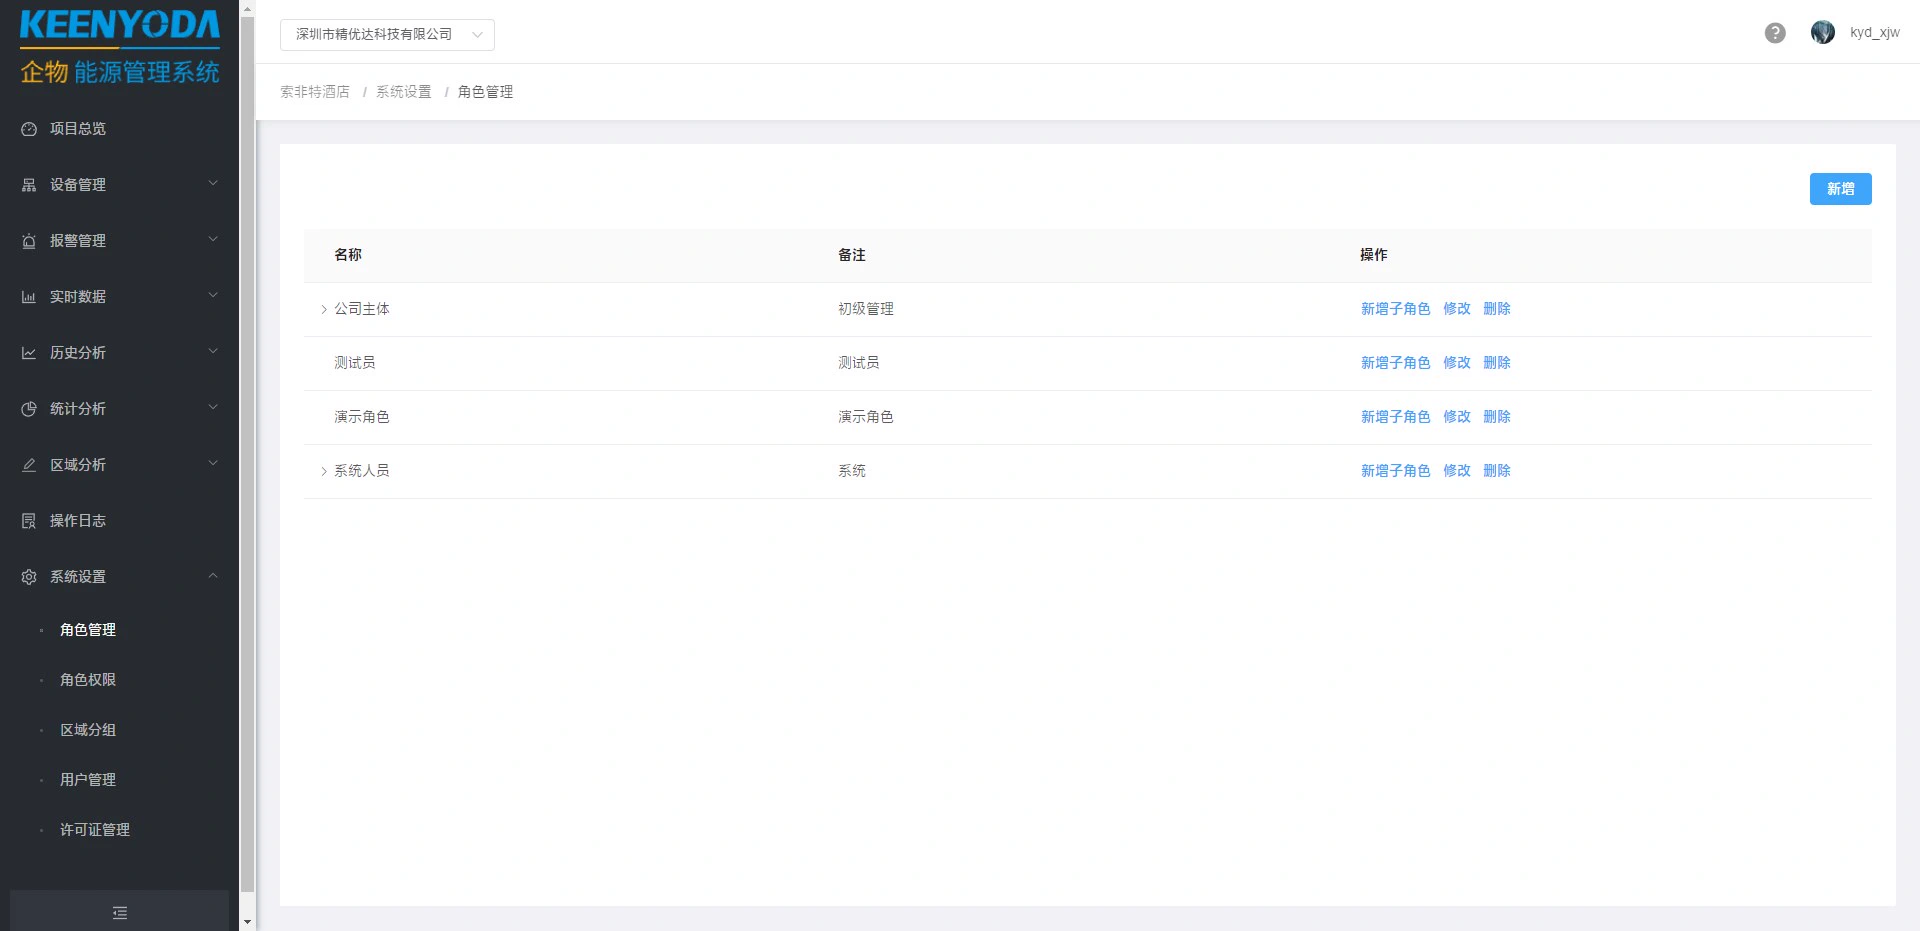 KEENYODA
企物 能源管理系统
项目总览
设备管理
报警管理
实时数据
历史分析
统计分析
区域分析
操作日志
系统设置
角色管理
角色权限
区域分组
用户管理
许可证管理
深圳市精优达科技有限公司
kyd_xjw
索非特酒店 / 系统设置 / 角色管理
新增
名称 备注 操作
公司主体 初级管理 新增子角色 修改 删除
测试员 测试员 新增子角色 修改 删除
演示角色 演示角色 新增子角色 修改 删除
系统人员 系统 新增子角色 修改 删除